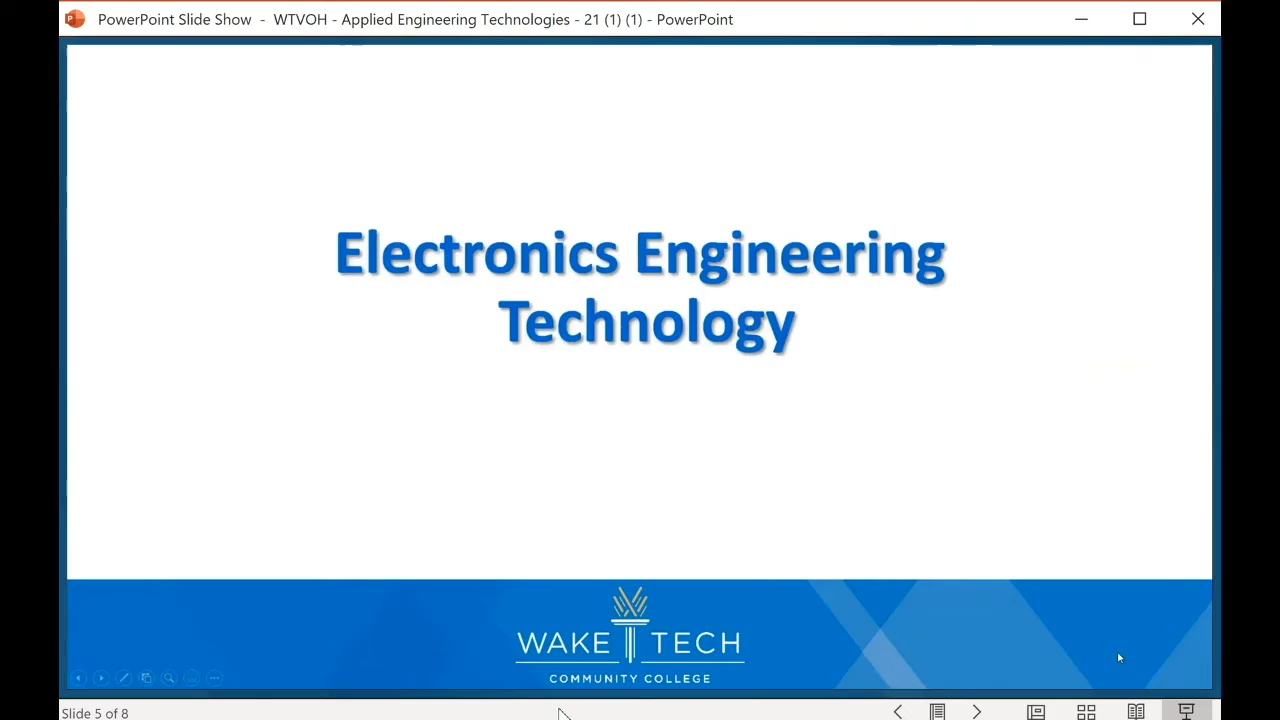 PowerPoint Slide Show - WTVOH - Applied Engineering Technologies - 21 (1) (1) - PowerPoint
Electronics Engineering
Technology
WAKE TECH
COMMUNITY COLLEGE
Slide 5 of 8